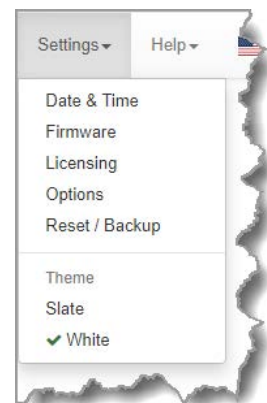 Settings Help
Date & Time
Firmware
Licensing
Options
Reset / Backup
Theme
Slate
White